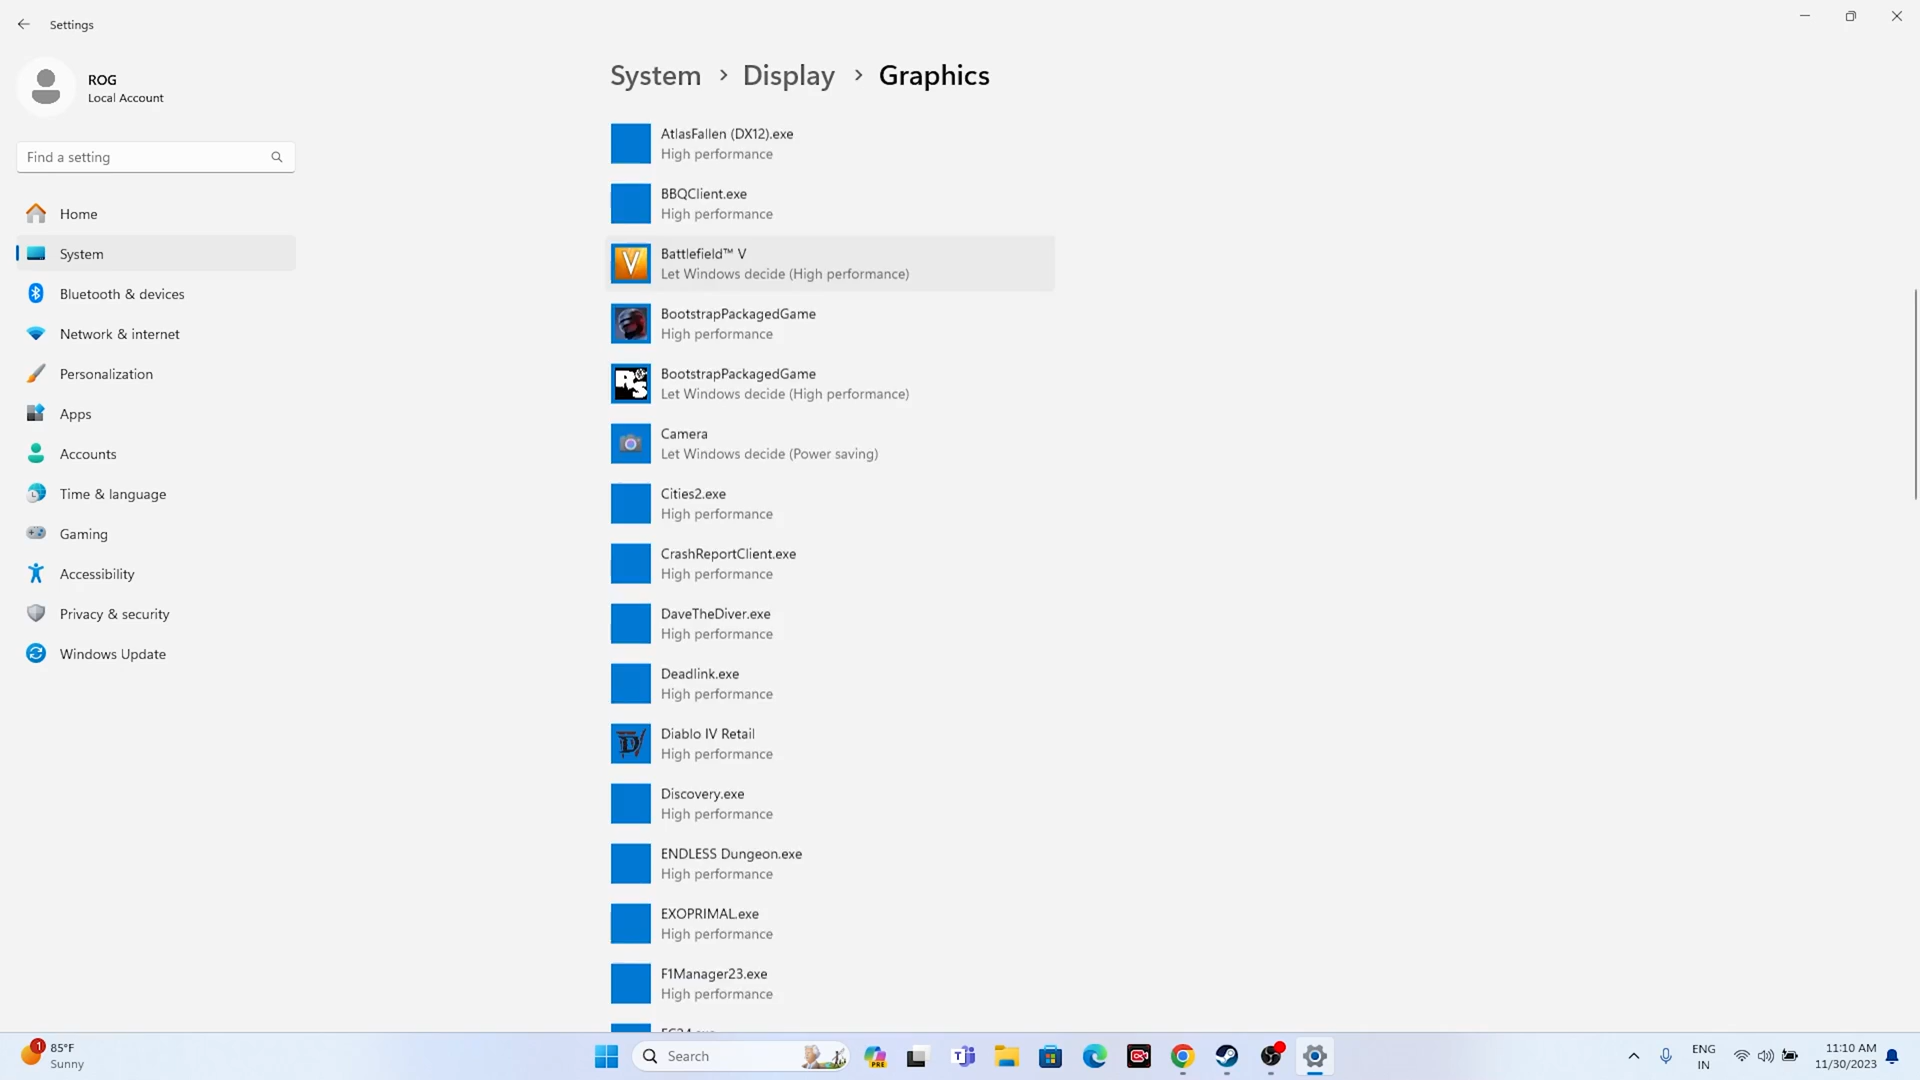 Settings
ROG
Local Account
Find a setting
Home
System
Bluetooth & devices
Network & internet
Personalization
Apps
Accounts
Time & language
Gaming
Accessibility
Privacy & security
Windows Update
System > Display > Graphics
AtlasFallen (DX12).exe
High performance
BBQClient.exe
High performance
V
Battlefield™ V
Let Windows decide (High performance)
BootstrapPackagedGame
High performance
BootstrapPackagedGame
Let Windows decide (High performance)
Camera
Let Windows decide (Power saving)
Cities2.exe
High performance
CrashReportClient.exe
High performance
DaveTheDiver.exe
High performance
Deadlink.exe
High performance
Diablo IV Retail
High performance
Discovery.exe
High performance
ENDLESS Dungeon.exe
High performance
EXOPRIMAL.exe
High performance
F1Manager23.exe
High performance
1
85°F
Sunny
Search
PRE
ENG
IN
11:10 AM
11/30/2023